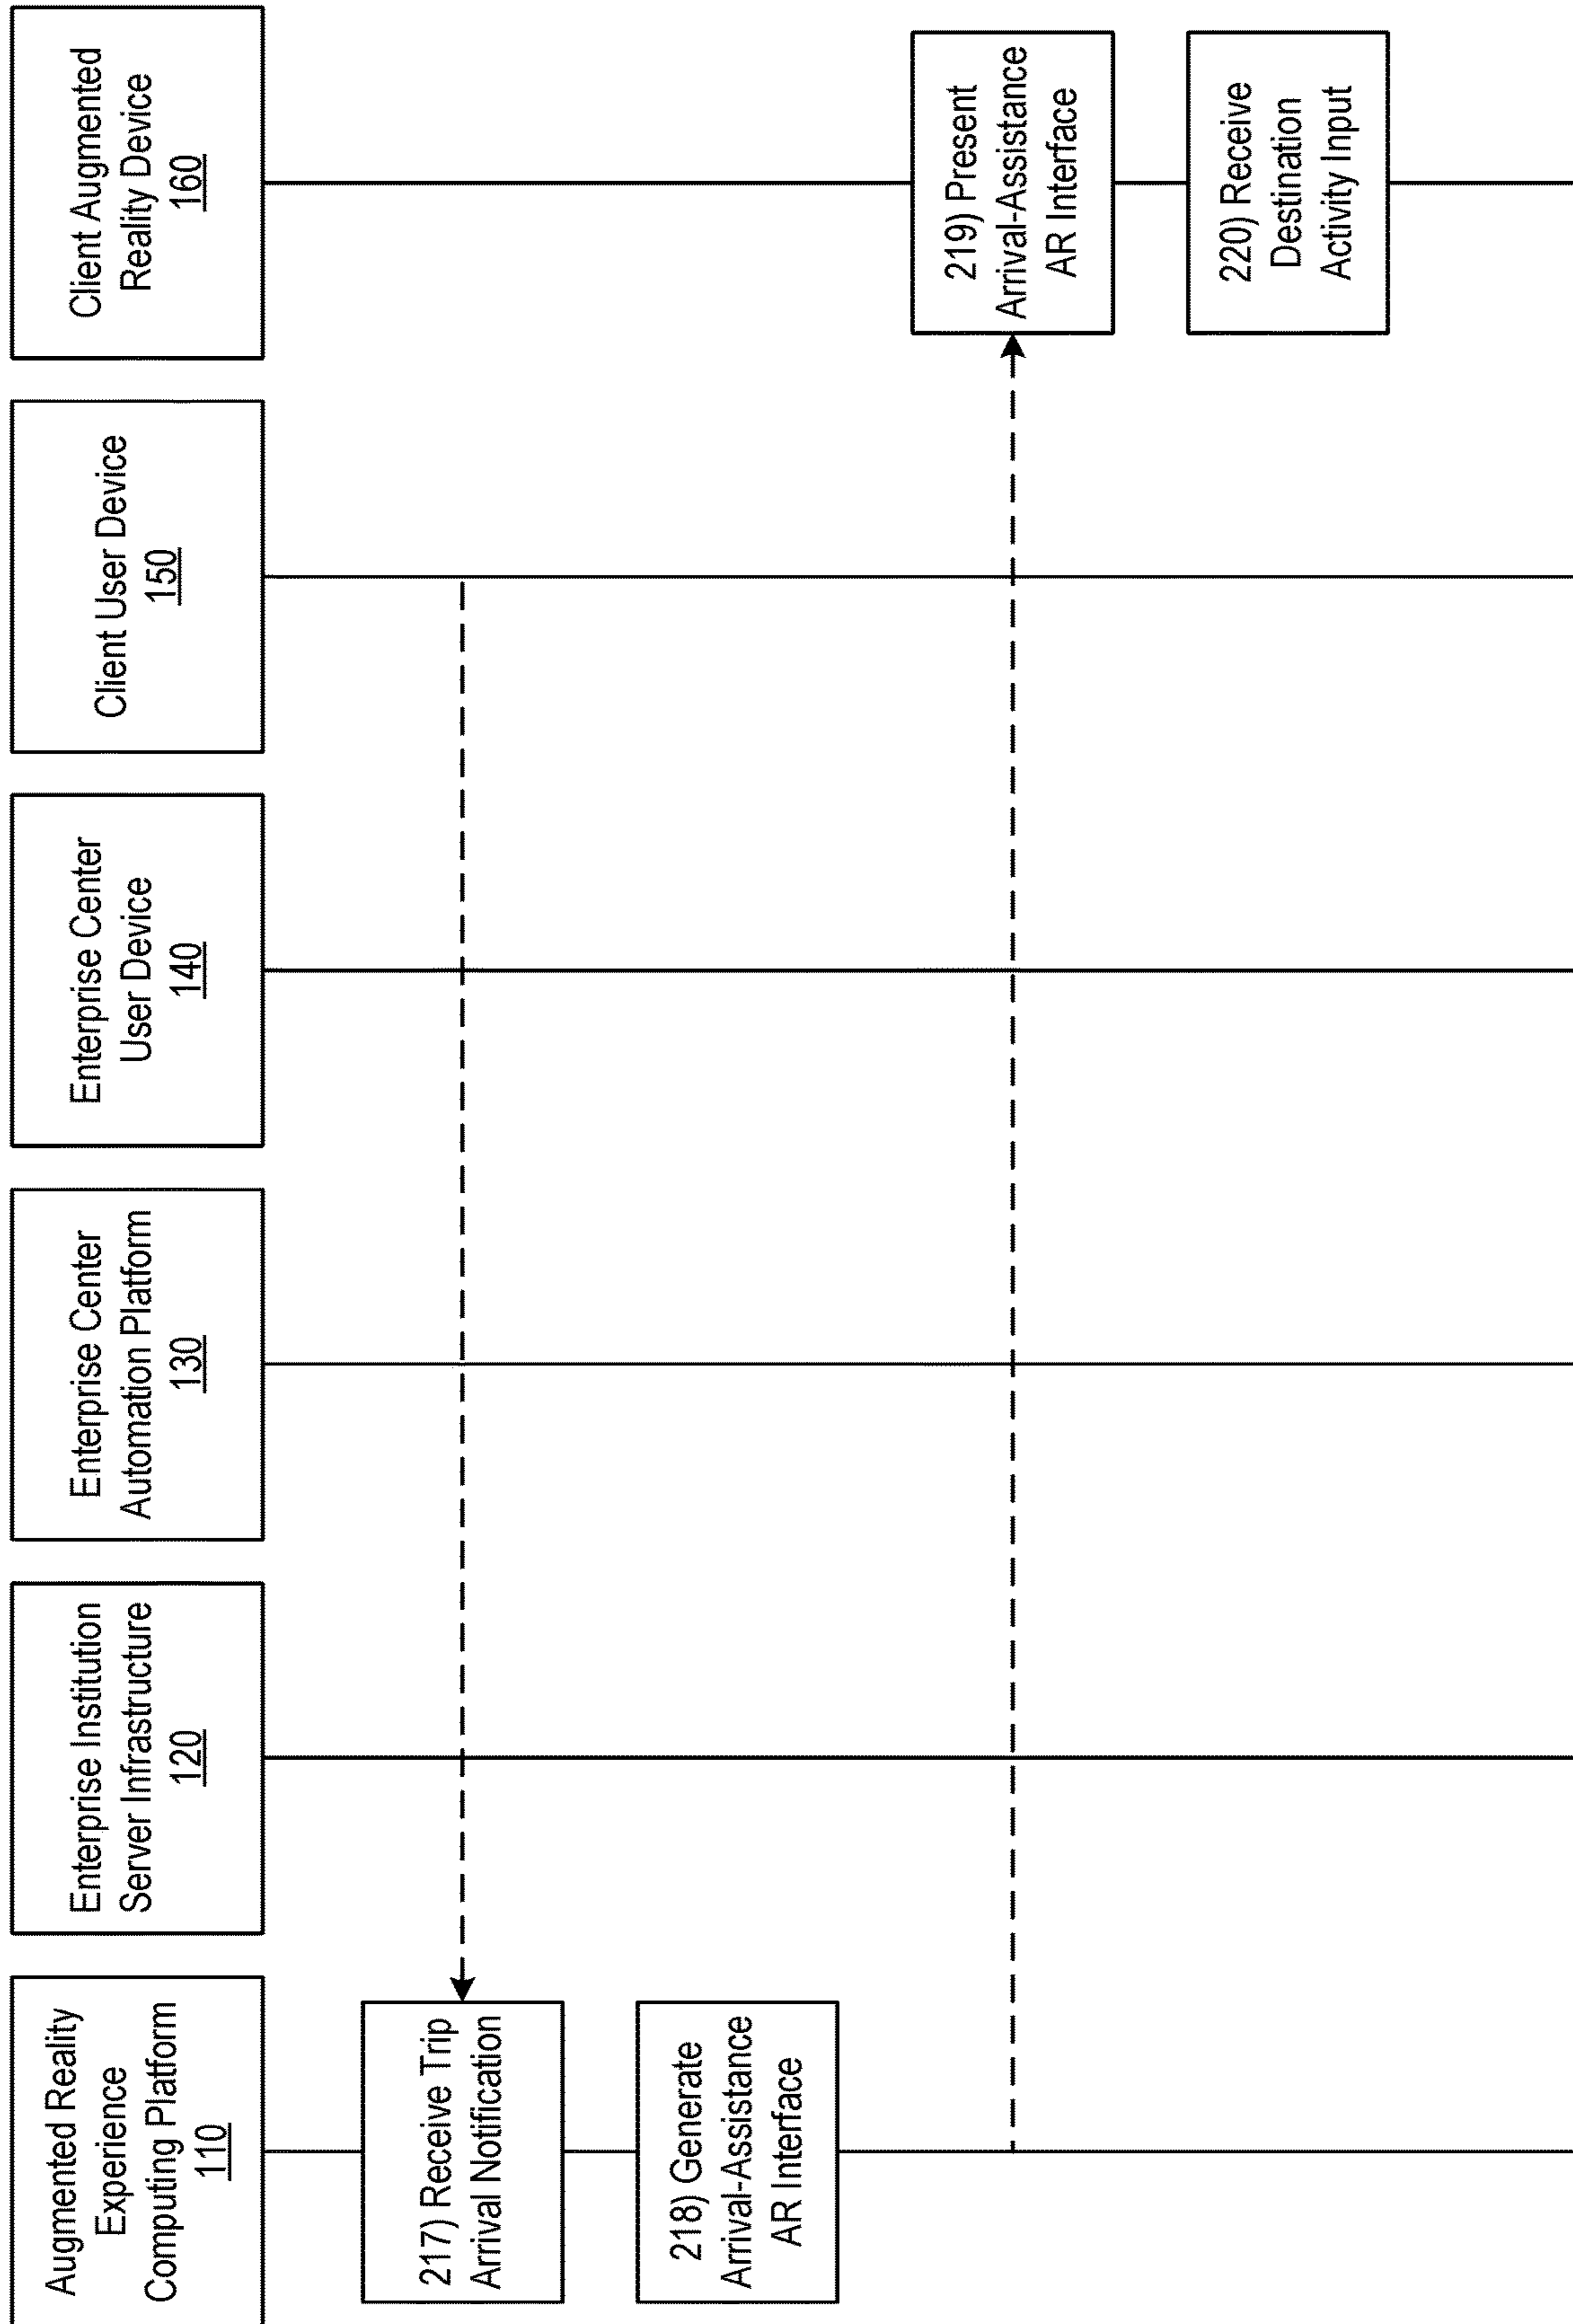 Augmented Reality
Experience
Computing Platform
110
Enterprise Institution
Server Infrastructure
120
Enterprise Center
Automation Platform
130
Enterprise Center
User Device
140
Client User Device
150
Client Augmented
Reality Device
160
217) Receive Trip
Arrival Notification
218) Generate
Arrival-Assistance
AR Interface
219) Present
Arrival-Assistance
AR Interface
220) Receive
Destination
Activity Input